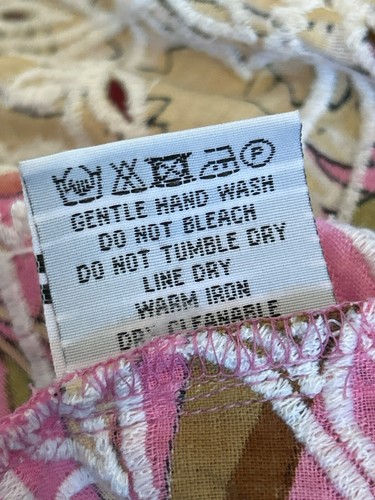 P
GENTLE HAND WASH
DO NOT BLEACH
DO NOT TUMBLE DRY
LINE DRY
WARM IRON
DRY CLEANABLE